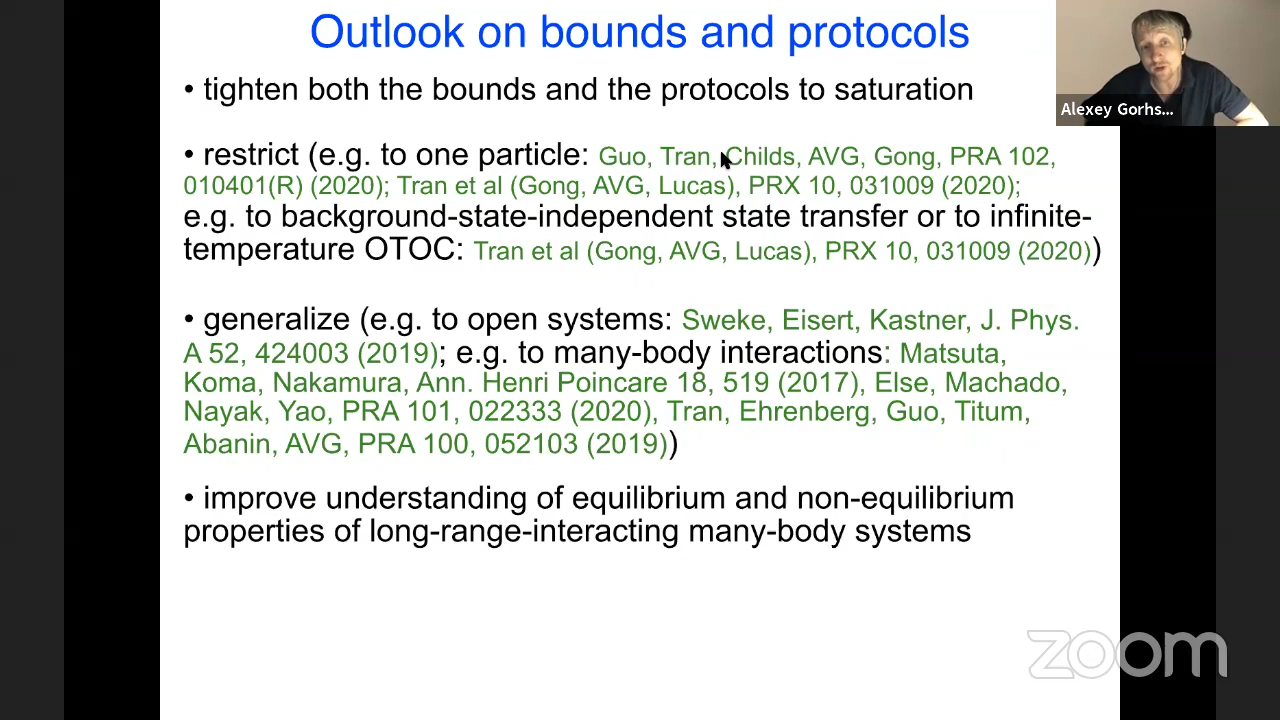 Outlook on bounds and protocols
• tighten both the bounds and the protocols to saturation
Alexey Gorhs...
• restrict (e.g. to one particle: Guo, Tran, Childs, AVG, Gong, PRA 102,
010401(R) (2020); Tran et al (Gong, AVG, Lucas), PRX 10, 031009 (2020);
e.g. to background-state-independent state transfer or to infinite-
temperature OTOC: Tran et al (Gong, AVG, Lucas), PRX 10, 031009 (2020))
• generalize (e.g. to open systems: Sweke, Eisert, Kastner, J. Phys.
A 52, 424003 (2019); e.g. to many-body interactions: Matsuta,
Koma, Nakamura, Ann. Henri Poincare 18, 519 (2017), Else, Machado,
Nayak, Yao, PRA 101, 022333 (2020), Tran, Ehrenberg, Guo, Titum,
Abanin, AVG, PRA 100, 052103 (2019))
• improve understanding of equilibrium and non-equilibrium
properties of long-range-interacting many-body systems
zoom